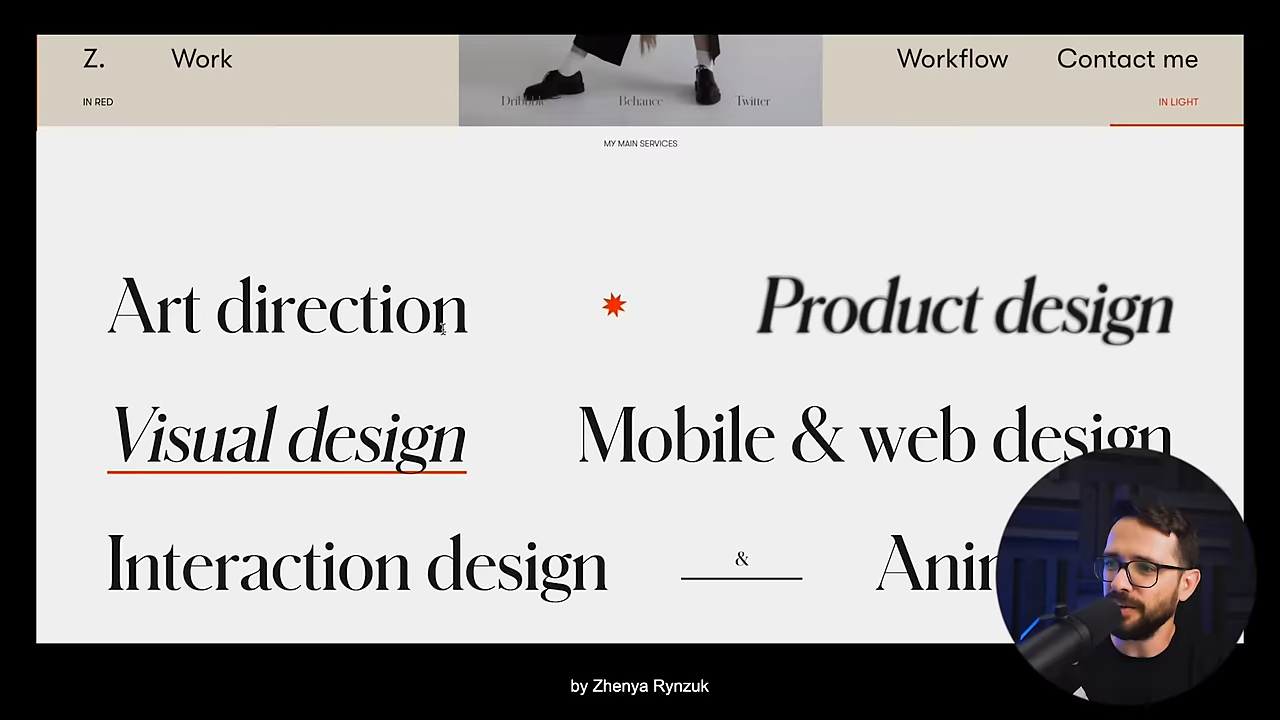 Z. Work Workflow Contact me
IN RED Dribbble Behance Twitter IN LIGHT
MY MAIN SERVICES
Art direction Product design
Visual design Mobile & web design
Interaction design &
by Zhenya Rynzuk